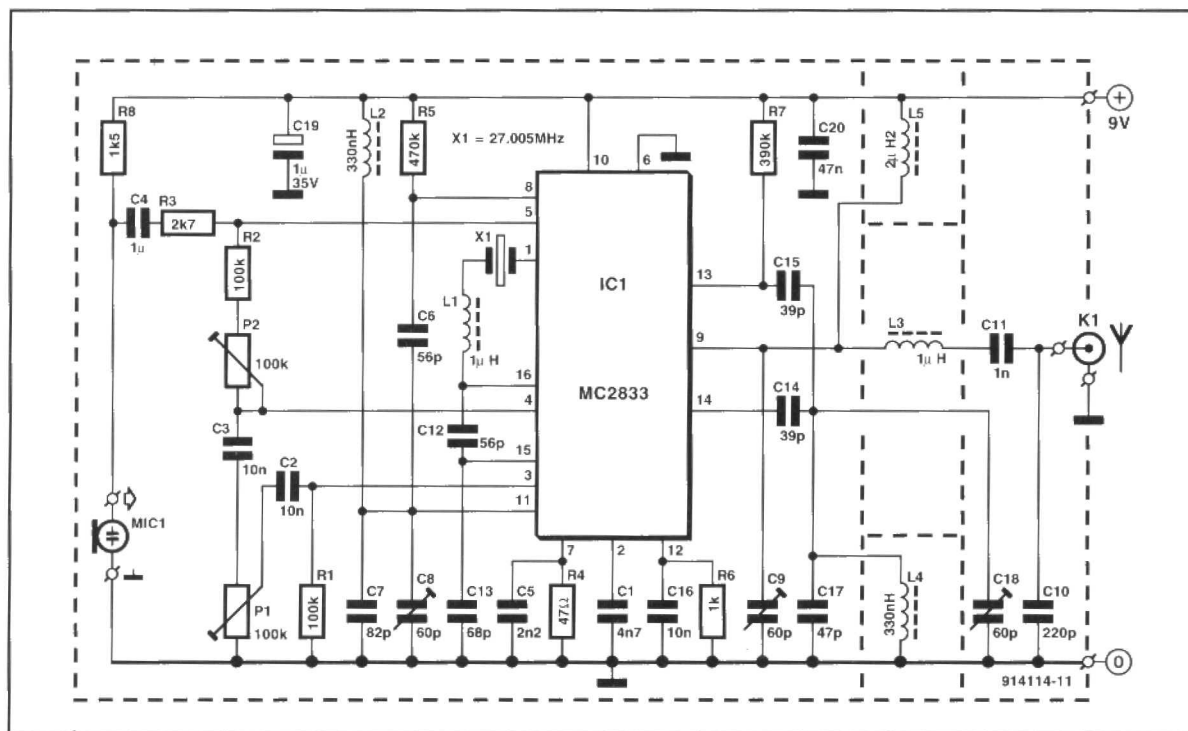 R8
1k5
C19
1µ
35V
L2
330nH
R5
470k
X1 = 27.005MHz
10
6
R7
390k
C20
47n
L5
2µH2
+
9V
C4
1µ
R3
2k7
R2
100k
P2
100k
X1
L1
1µH
C6
56p
8
5
1
16
4
15
3
11
IC1
MC2833
13
9
14
C15
39p
C14
39p
L3
1µH
C11
1n
K1
C3
10n
C2
10n
C12
56p
MIC1
P1
100k
R1
100k
C7
82p
C8
60p
C13
68p
7
C5
2n2
R4
47Ω
2
C1
4n7
12
C16
10n
R6
1k
C9
60p
C17
47p
L4
330nH
C18
60p
C10
220p
0
914114-11